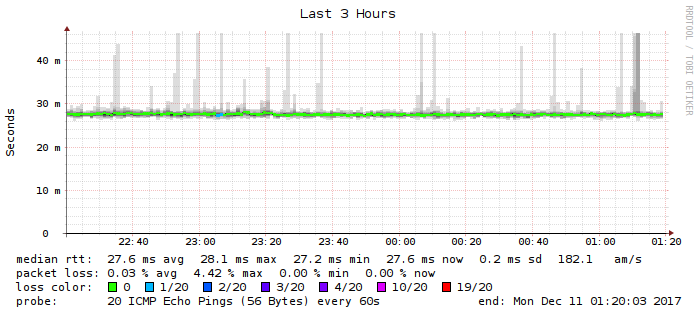 Last 3 Hours
RRDTOOL / TOBI OETIKER
Seconds
40 m
30 m
20 m
10 m
0
22:40 23:00 23:20 23:40 00:00 00:20 00:40 01:00 01:20
median rtt: 27.6 ms avg 28.1 ms max 27.2 ms min 27.6 ms now 0.2 ms sd 182.1 am/s
packet loss: 0.03 % avg 4.42 % max 0.00 % min 0.00 % now
loss color: 0 1/20 2/20 3/20 4/20 10/20 19/20
probe: 20 ICMP Echo Pings (56 Bytes) every 60s end: Mon Dec 11 01:20:03 2017